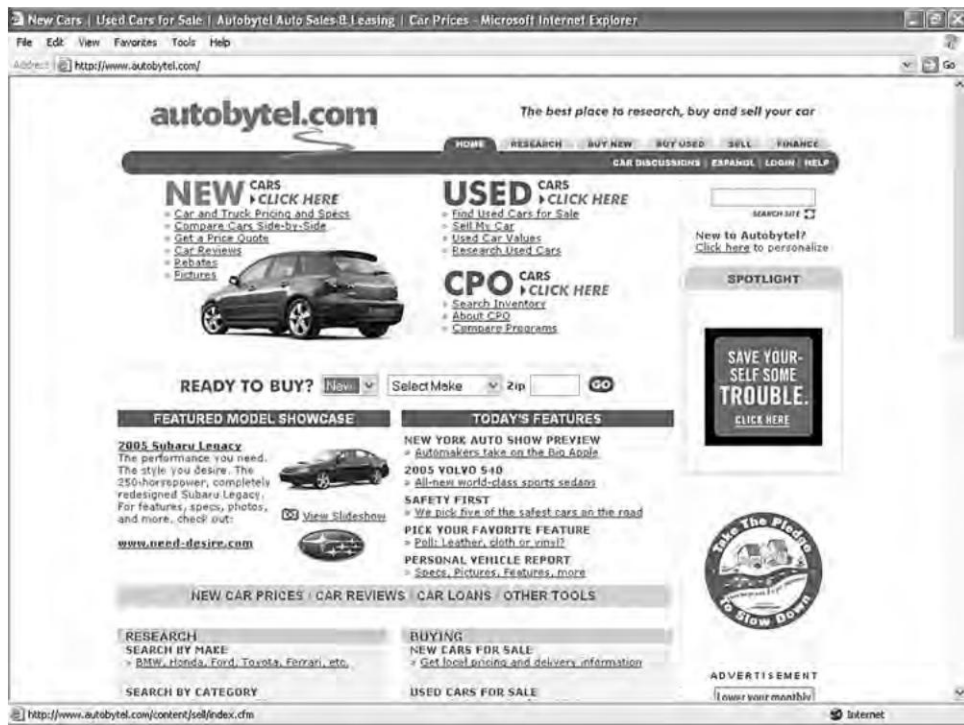 New Cars | Used Cars for Sale | Autobytel Auto Sales & Leasing | Car Prices - Microsoft Internet Explorer
File Edit View Favorites Tools Help
Address http://www.autobytel.com/ Go
autobytel.com
The best place to research, buy and sell your car
HOME RESEARCH BUY NEW BUY USED SELL FINANCE
CAR DISCUSSIONS | ESPANOL | LOGIN | HELP
NEW CARS CLICK HERE
» Car and Truck Pricing and Specs
» Compare Cars Side-by-Side
» Get a Price Quote
» Car Reviews
» Rebates
» Pictures
USED CARS CLICK HERE
» Find Used Cars for Sale
» Sell My Car
» Used Car Values
» Research Used Cars
CPO CARS CLICK HERE
» Search Inventory
» About CPO
» Compare Programs
SEARCH SITE
New to Autobytel?
Click here to personalize
SPOTLIGHT
SAVE YOUR-
SELF SOME
TROUBLE.
CLICK HERE
READY TO BUY? New Select Make Zip GO
FEATURED MODEL SHOWCASE
2005 Subaru Legacy
The performance you need.
The style you desire. The
250-horsepower, completely
redesigned Subaru Legacy.
For features, specs, photos,
and more, check out:
www.need-desire.com
View Slideshow
TODAY'S FEATURES
NEW YORK AUTO SHOW PREVIEW
» Automakers take on the Big Apple
2005 VOLVO S40
» All-new world-class sports sedans
SAFETY FIRST
» We pick five of the safest cars on the road
PICK YOUR FAVORITE FEATURE
» Poll: Leather, cloth or vinyl?
PERSONAL VEHICLE REPORT
» Specs, Pictures, Features, more
Take The Pledge
To Slow Down
NEW CAR PRICES / CAR REVIEWS / CAR LOANS / OTHER TOOLS
RESEARCH
SEARCH BY MAKE
» BMW, Honda, Ford, Toyota, Ferrari, etc.
SEARCH BY CATEGORY
BUYING
NEW CARS FOR SALE
» Get local pricing and delivery information
USED CARS FOR SALE
ADVERTISEMENT
Lower your monthly
http://www.autobytel.com/content/sell/index.cfm Internet